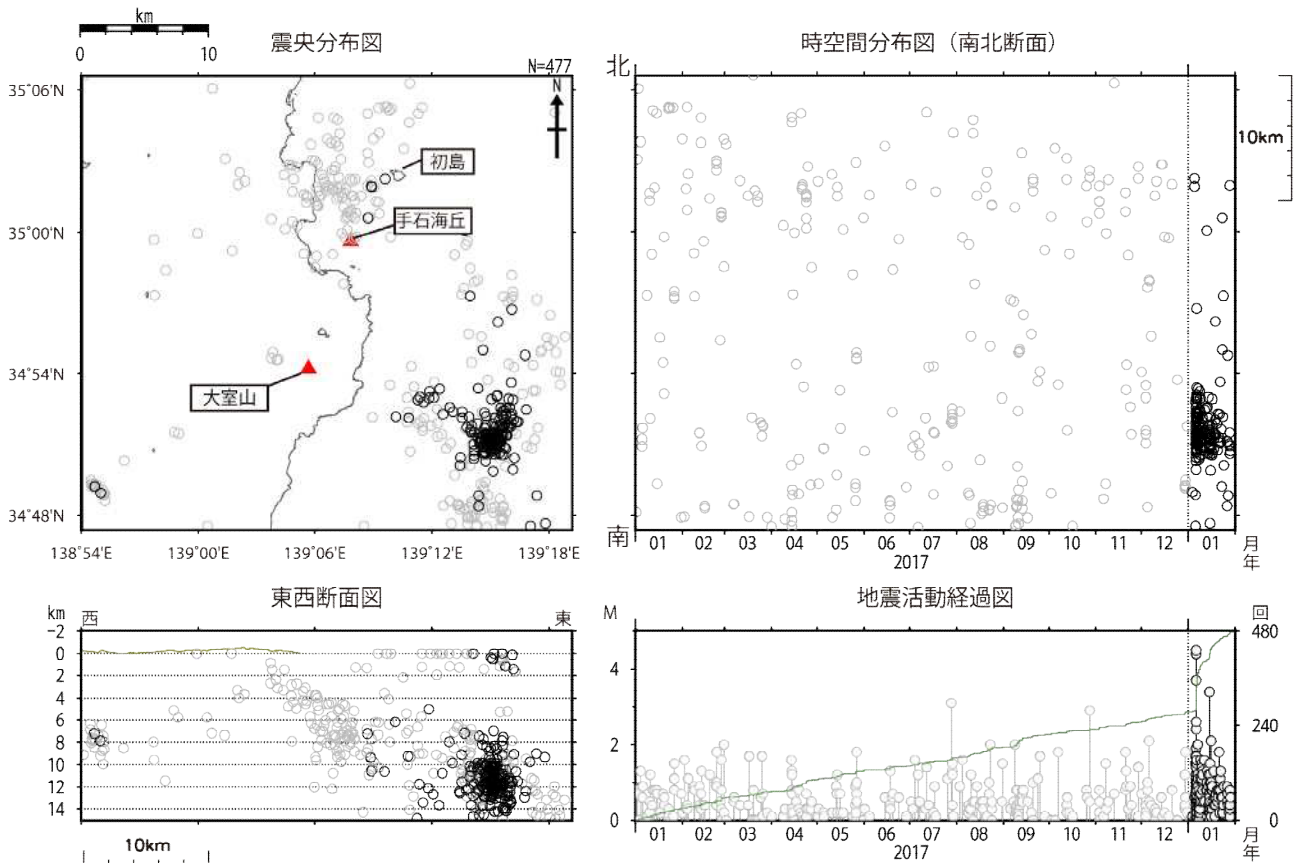 km
0 10
震央分布図
N=477
N
35°06'N
35°00'N
34°54'N
34°48'N
初島
手石海丘
大室山
138°54'E 139°00'E 139°06'E 139°12'E 139°18'E
時空間分布図（南北断面）
北
南
10km
01 02 03 04 05 06 07 08 09 10 11 12 01 月
2017 年
東西断面図
km 西 東
-2
0
2
4
6
8
10
12
14
10km
地震活動経過図
M 回
4 480
2 240
0 0
01 02 03 04 05 06 07 08 09 10 11 12 01 月
2017 年